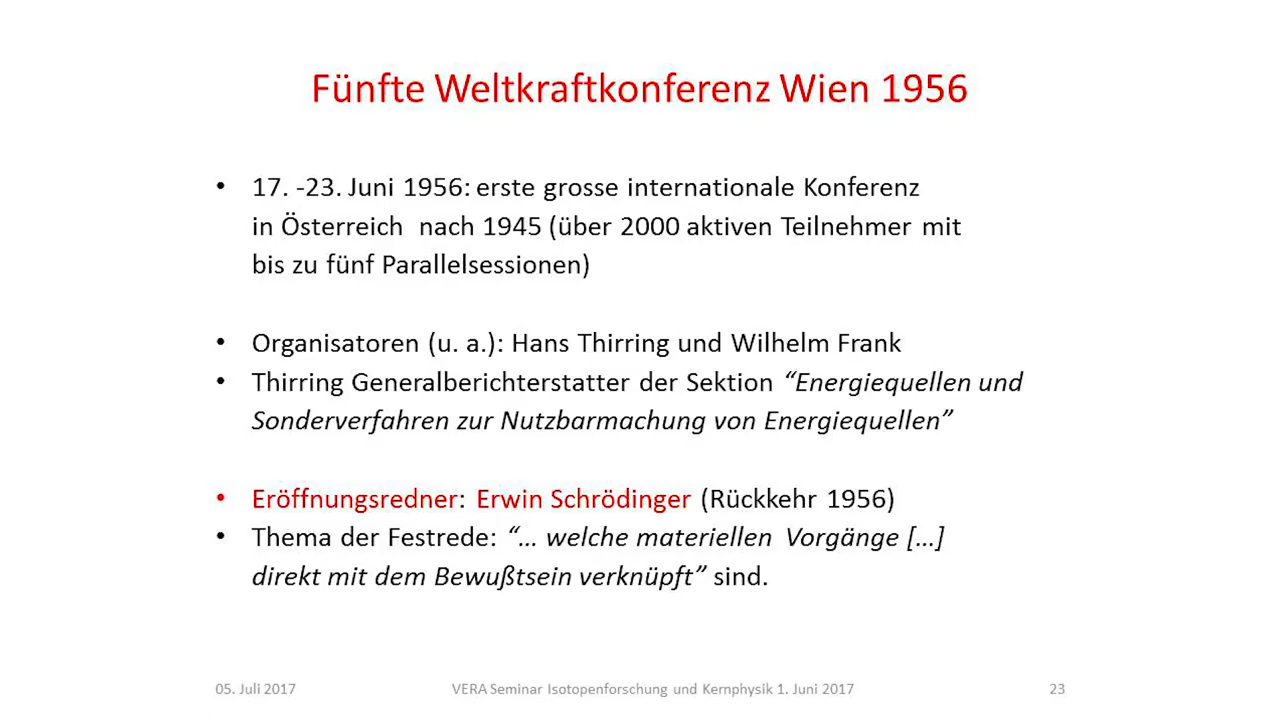 Fünfte Weltkraftkonferenz Wien 1956
• 17. -23. Juni 1956: erste grosse internationale Konferenz
in Österreich nach 1945 (über 2000 aktiven Teilnehmer mit
bis zu fünf Parallelsessionen)
• Organisatoren (u. a.): Hans Thirring und Wilhelm Frank
• Thirring Generalberichterstatter der Sektion “Energiequellen und
Sonderverfahren zur Nutzbarmachung von Energiequellen”
• Eröffnungsredner: Erwin Schrödinger (Rückkehr 1956)
• Thema der Festrede: “… welche materiellen Vorgänge […]
direkt mit dem Bewußtsein verknüpft” sind.
05. Juli 2017 VERA Seminar Isotopenforschung und Kernphysik 1. Juni 2017 23